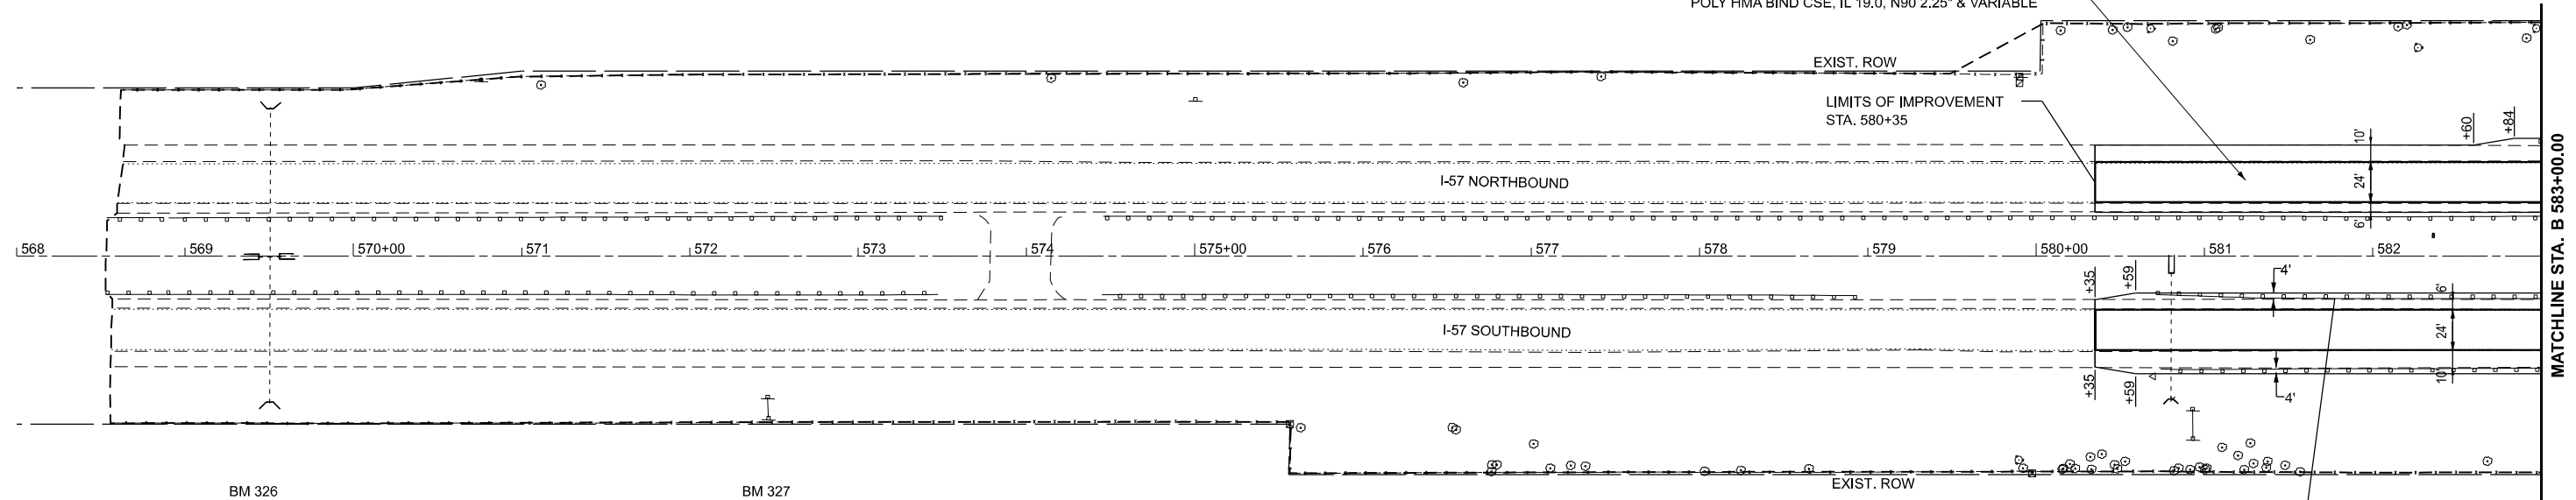 POLY HMA BIND CSE, IL 19.0, N90 2.25" & VARIABLE
EXIST. ROW
LIMITS OF IMPROVEMENT
STA. 580+35
+60
+84
10'
24'
6'
I-57 NORTHBOUND
568
569
570+00
571
572
573
574
575+00
576
577
578
579
580+00
581
582
MATCHLINE STA. B 583+00.00
+35
+59
4'
6'
24'
10'
I-57 SOUTHBOUND
+35
+59
4'
EXIST. ROW
BM 326
BM 327